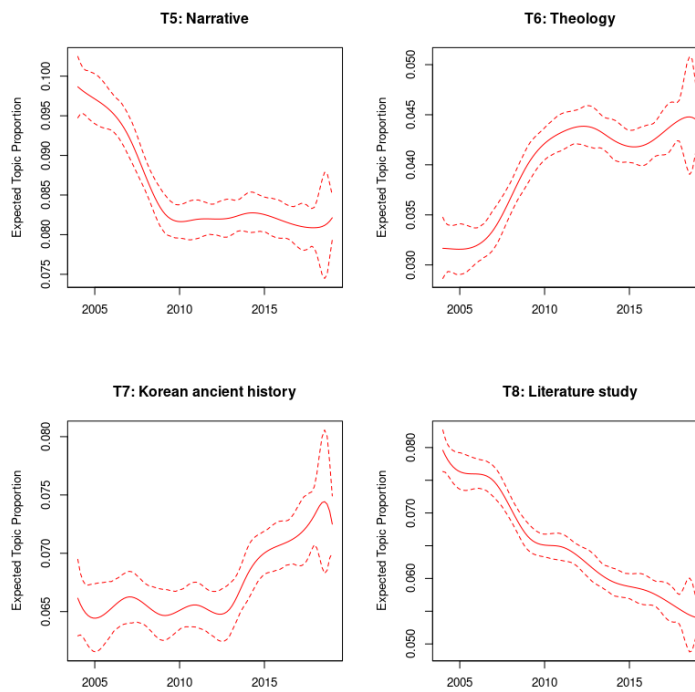 T5: Narrative
Expected Topic Proportion
0.100
0.095
0.090
0.085
0.080
0.075
2005 2010 2015
T6: Theology
Expected Topic Proportion
0.050
0.045
0.040
0.035
0.030
2005 2010 2015
T7: Korean ancient history
Expected Topic Proportion
0.080
0.075
0.070
0.065
2005 2010 2015
T8: Literature study
Expected Topic Proportion
0.080
0.070
0.060
0.050
2005 2010 2015